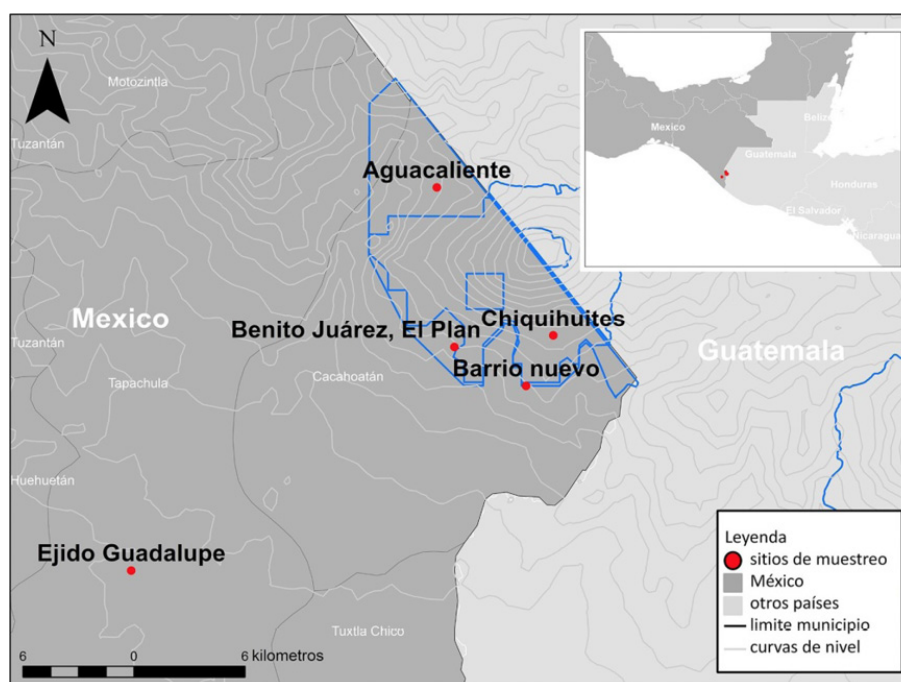 N
Motozintla
Tuzantán
Aguacaliente
Mexico
Belize
Guatemala
Honduras
El Salvador
Nicaragua
Mexico
Tuzantán
Benito Juárez, El Plan
Chiquihuites
Guatemala
Barrio nuevo
Tapachula
Cacahoatán
Huehuetán
Ejido Guadalupe
Tuxtla Chico
6 0 6 kilometros
Leyenda
sitios de muestreo
México
otros países
limite municipio
curvas de nivel